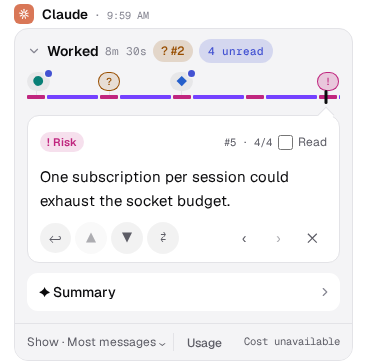 Claude · 9:59 AM
Worked 8m 30s ? #2 4 unread
? !
! Risk #5 · 4/4 Read
One subscription per session could
exhaust the socket budget.
Summary
Show · Most messages Usage Cost unavailable